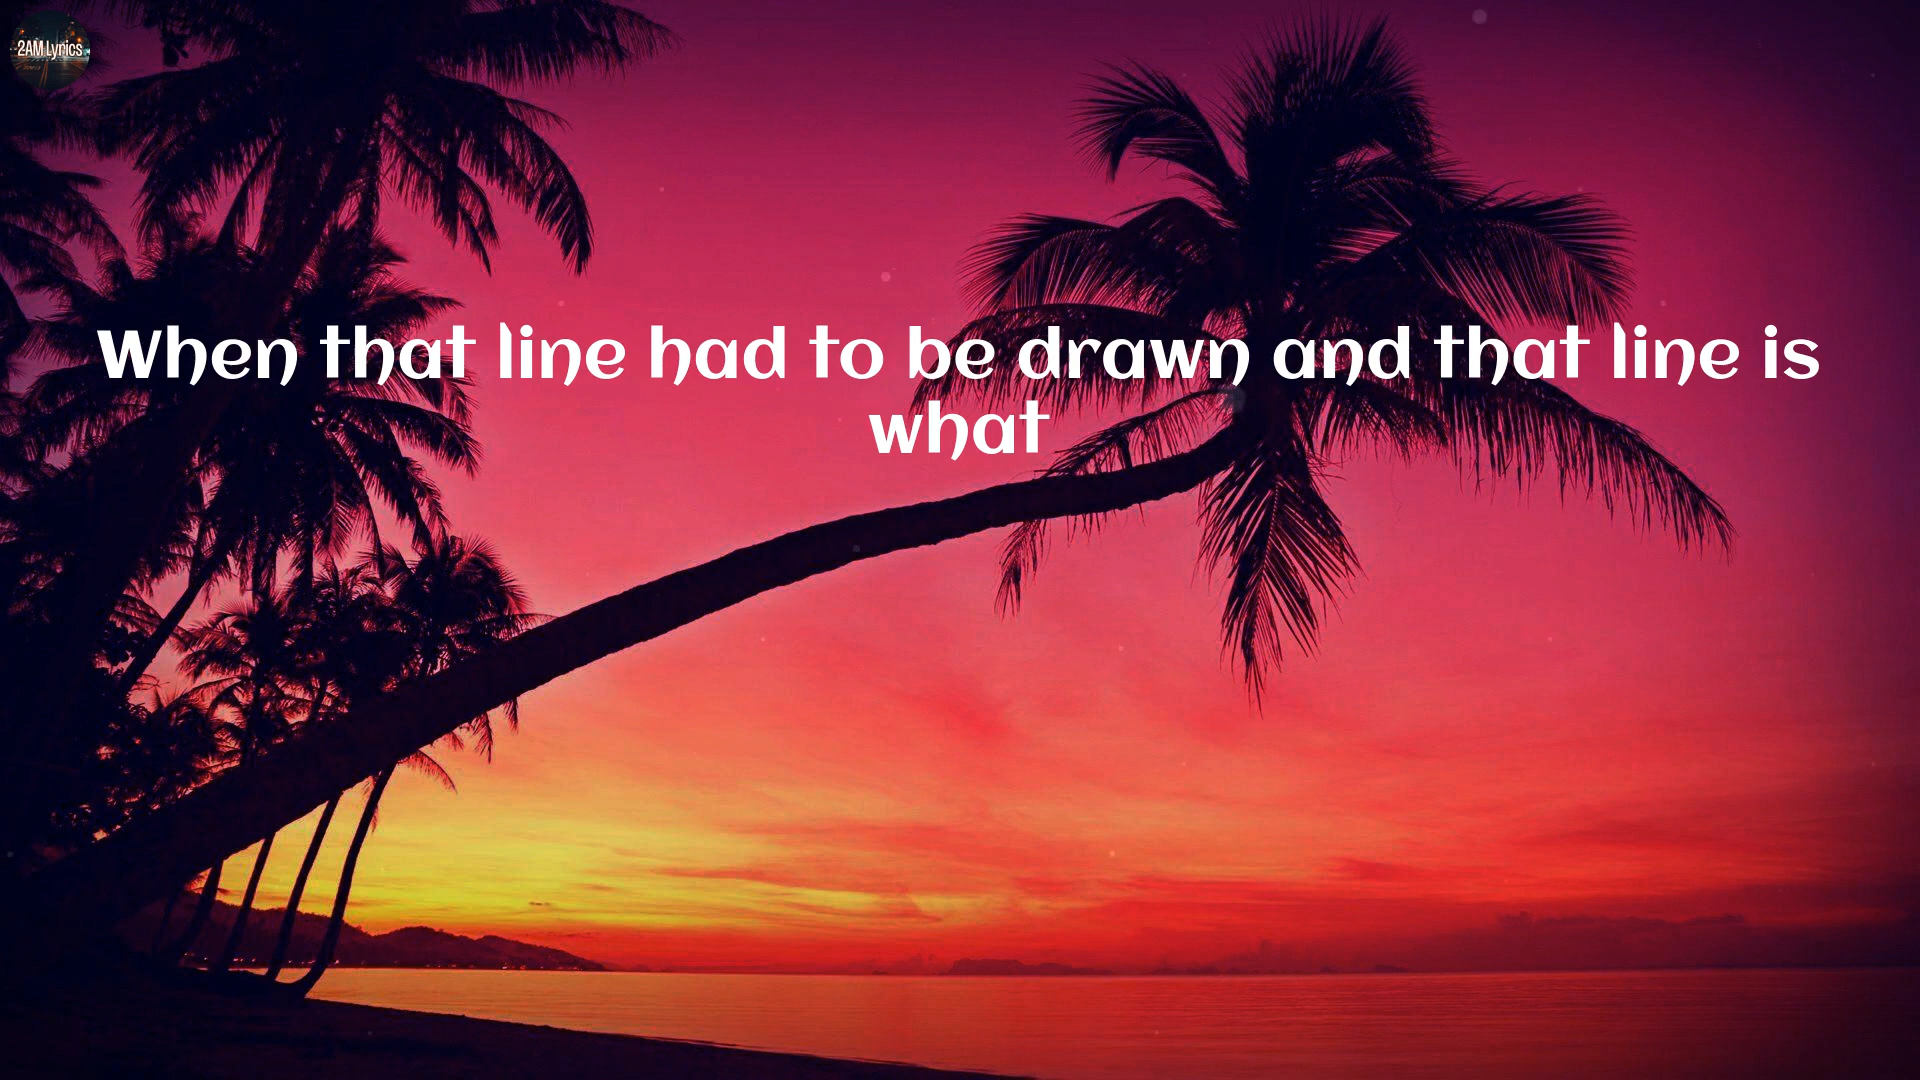 2AM Lyrics
When that line had to be drawn and that line is
what